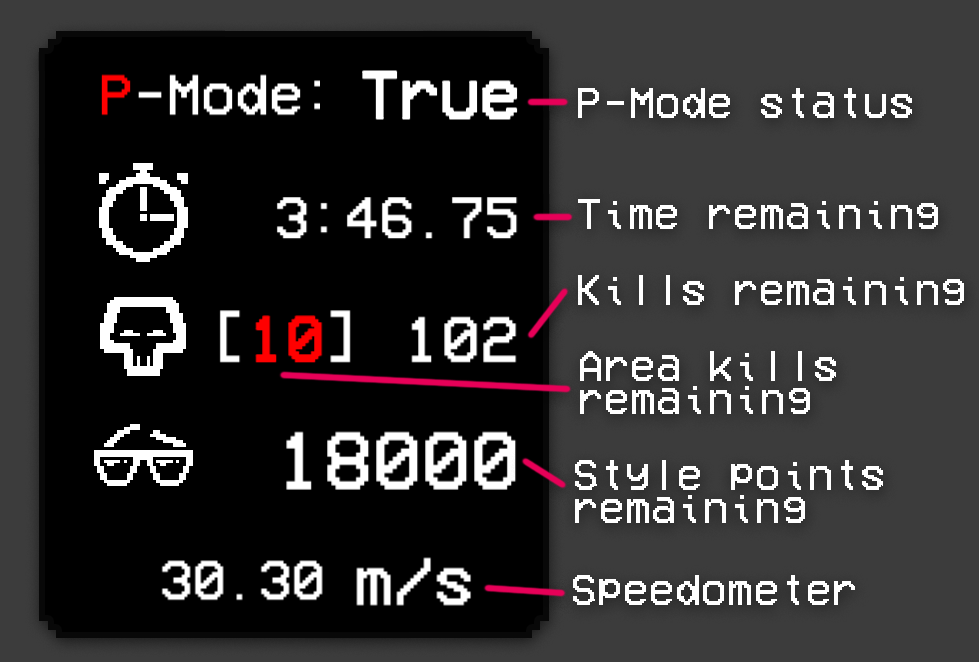 P-Mode: True
P-Mode status
3:46.75
Time remaining
Kills remaining
[10] 102
Area kills
remaining
18000
Style points
remaining
30.30 m/s
Speedometer